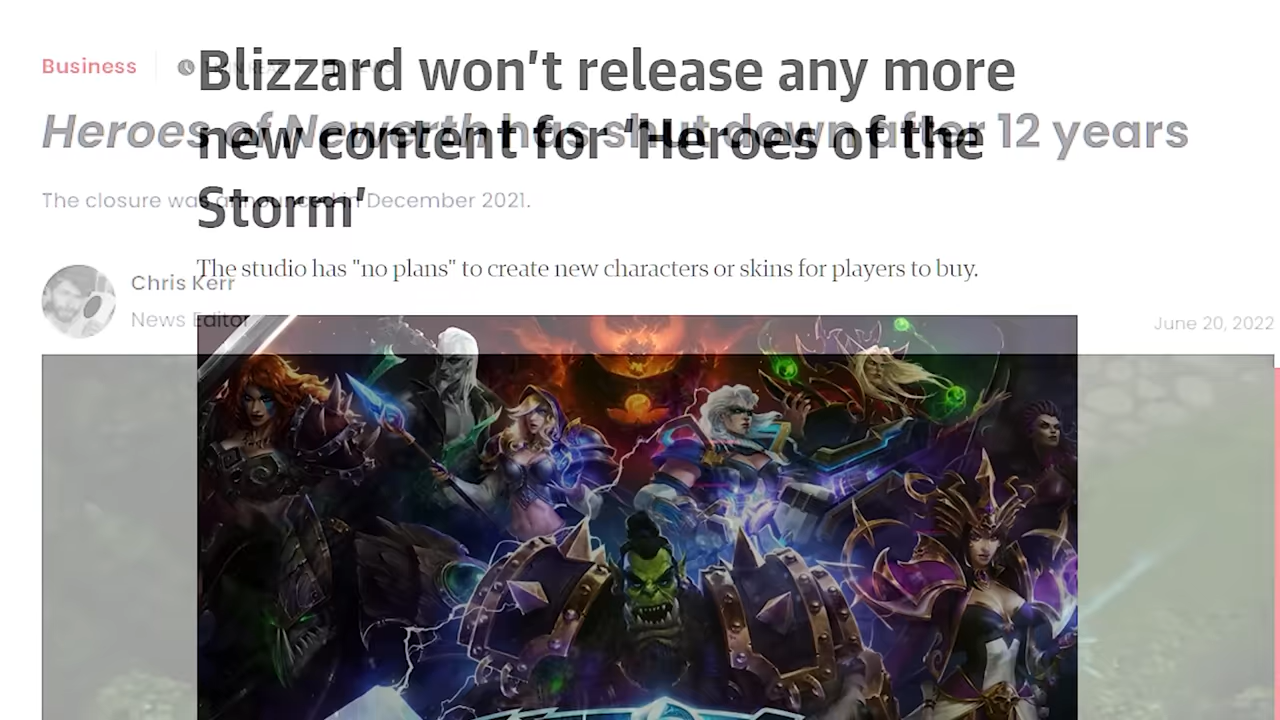 Business
Blizzard won't release any more
Heroes of Newerth has shut down after 12 years
new content for 'Heroes of the
The closure was announced in December 2021.
Storm'
The studio has "no plans" to create new characters or skins for players to buy.
Chris Kerr
News Editor
June 20, 2022